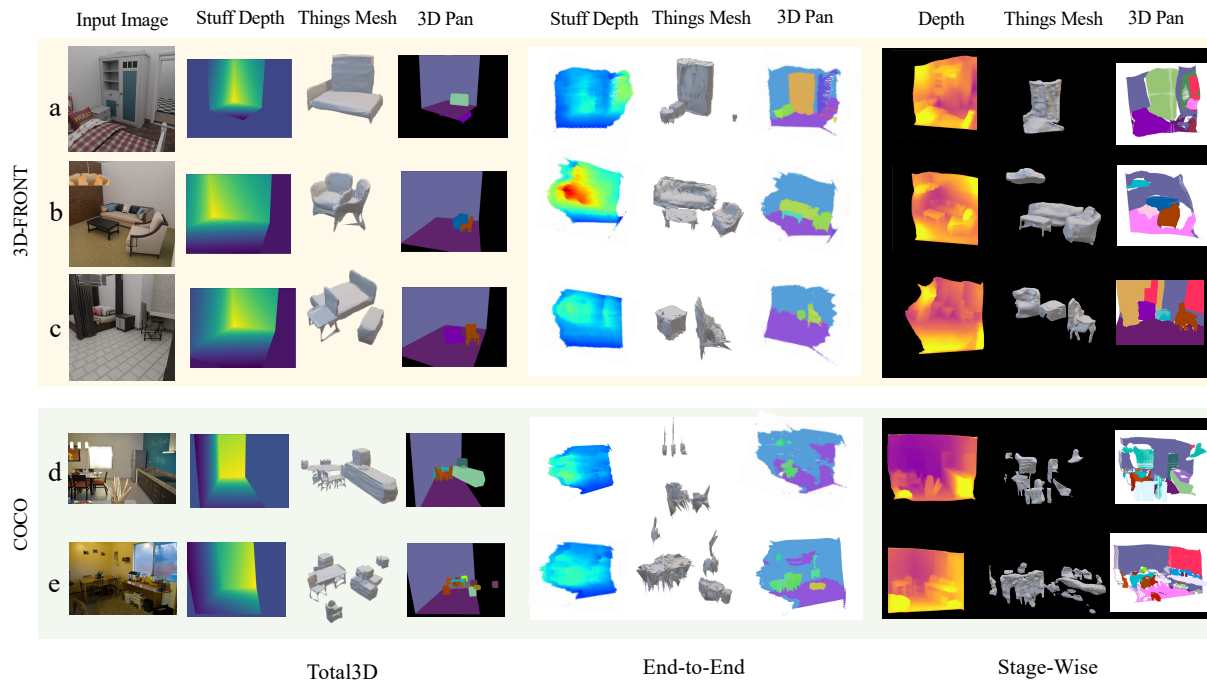 Input Image Stuff Depth Things Mesh 3D Pan Stuff Depth Things Mesh 3D Pan Depth Things Mesh 3D Pan
a
b
c
3D-FRONT
d
e
COCO
Total3D End-to-End Stage-Wise